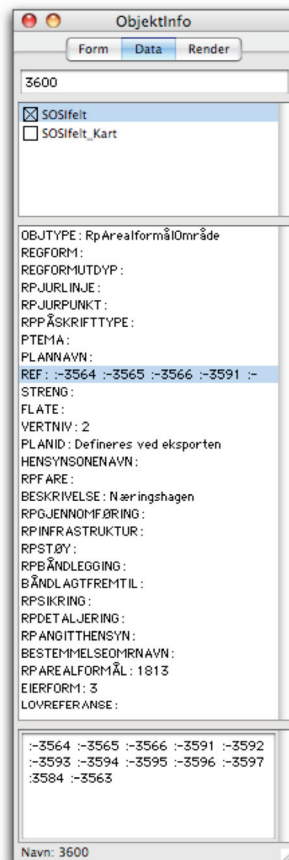 ObjektInfo
Form Data Render
3600
SOSIfelt
SOSIfelt_Kart
OBJTYPE : RpArealformålOmråde
REGFORM :
REGFORMUTDYP :
RPJURLINJE :
RPJURPUNKT :
RPPÅSKRIFTTYPE :
PTEMA :
PLANNAVN :
REF : :-3564 :-3565 :-3566 :-3591 :-
STRENG :
FLATE :
VERTNIV : 2
PLANID : Defineres ved eksporten
HENSYNSONENAVN :
RPFARE :
BESKRIVELSE : Næringshagen
RPGJENNOMFØRING :
RPINFRASTRUKTUR :
RPSTØY :
RPBÅNDLEGGING :
BÅNDLAGTFREMTIL :
RPSIKRING :
RPDETALJERING :
RPANGITTHENSYN :
BESTEMMELSEOMRNAVN :
RPAREALFORMÅL : 1813
EIERFORM : 3
LOVREFERANSE :
:-3564 :-3565 :-3566 :-3591 :-3592
:-3593 :-3594 :-3595 :-3596 :-3597
:3584 :-3563
Navn: 3600